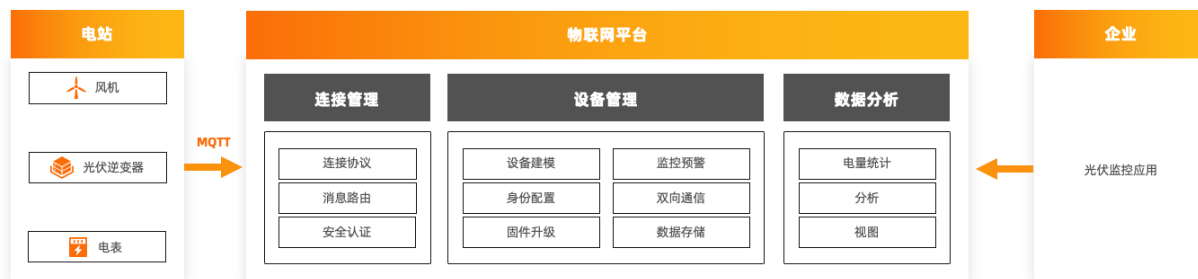 电站
风机
光伏逆变器
电表
MQTT
物联网平台
连接管理
连接协议
消息路由
安全认证
设备管理
设备建模
监控预警
身份配置
双向通信
固件升级
数据存储
数据分析
电量统计
分析
视图
企业
光伏监控应用